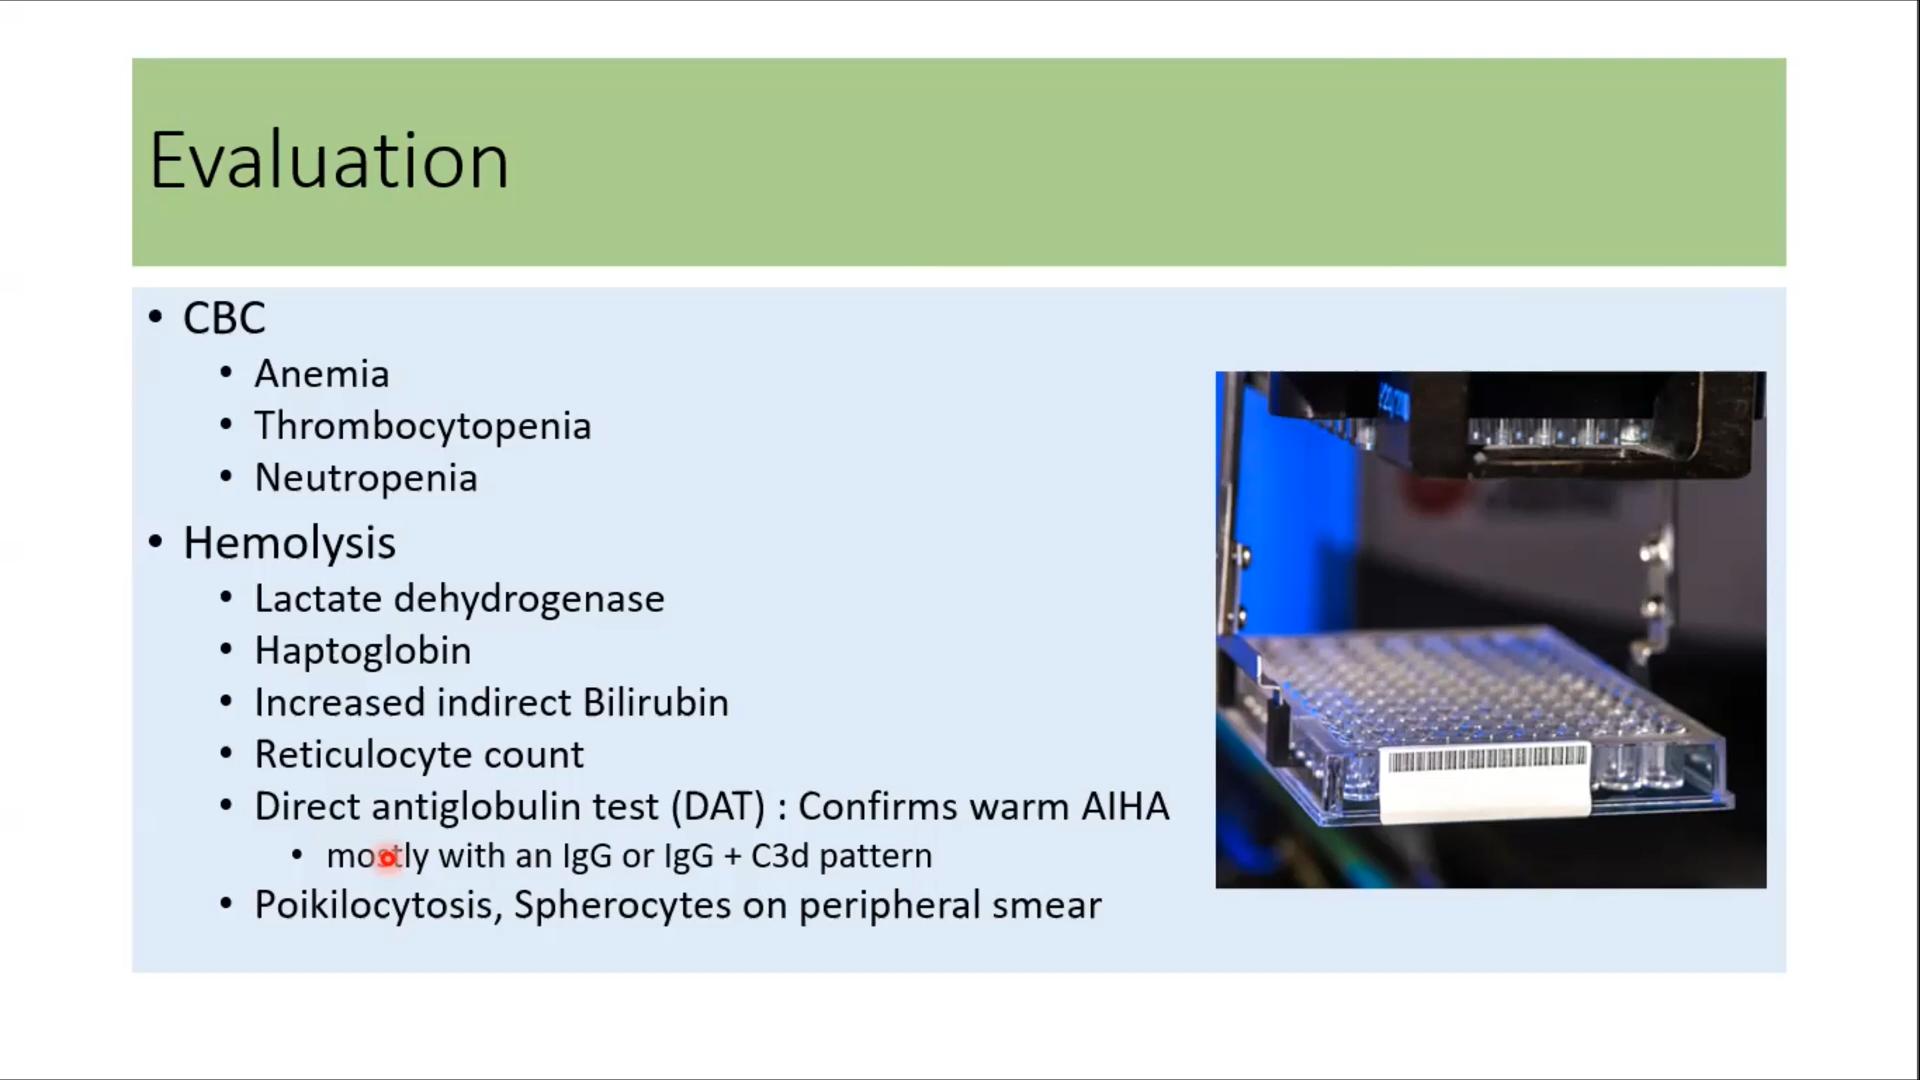 Evaluation
• CBC
• Anemia
• Thrombocytopenia
• Neutropenia
• Hemolysis
• Lactate dehydrogenase
• Haptoglobin
• Increased indirect Bilirubin
• Reticulocyte count
• Direct antiglobulin test (DAT) : Confirms warm AIHA
• mostly with an IgG or IgG + C3d pattern
• Poikilocytosis, Spherocytes on peripheral smear